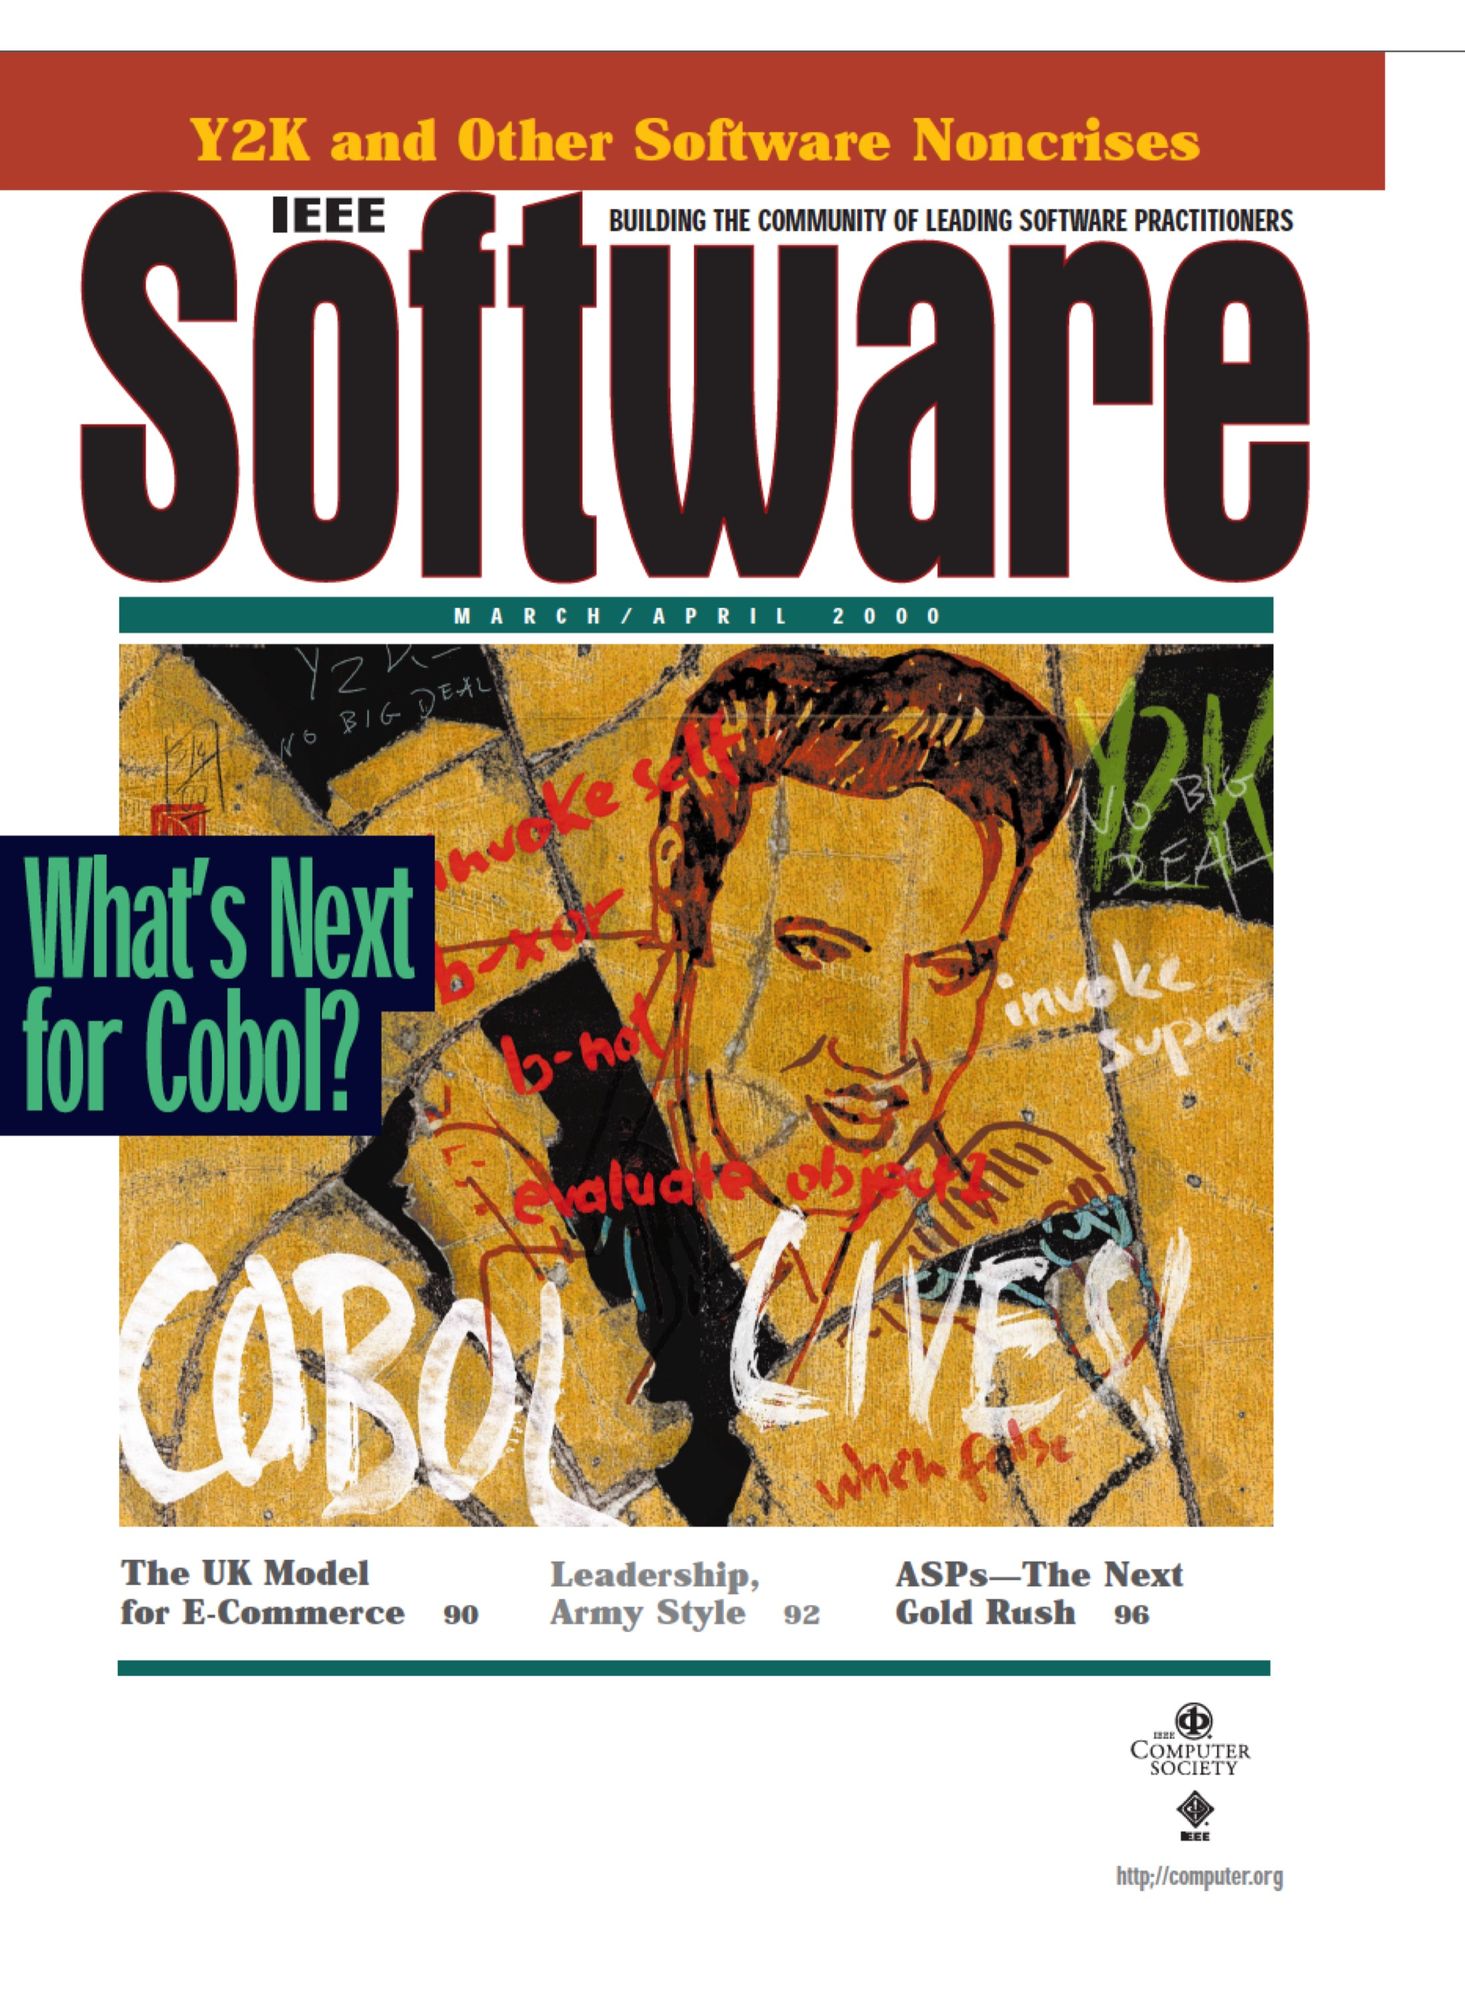 Y2K and Other Software Noncrises
IEEE
BUILDING THE COMMUNITY OF LEADING SOFTWARE PRACTITIONERS
Software
MARCH/APRIL 2000
Y2K–
NO BIG DEAL
Y2K
NO BIG
DEAL
invoke self
b-xor
What's Next
for Cobol?
invoke
super
b-not
evaluate object1
COBOL LIVES!
when false
The UK Model
for E-Commerce 90
Leadership,
Army Style 92
ASPs—The Next
Gold Rush 96
IEEE
COMPUTER
SOCIETY
IEEE
http;//computer.org